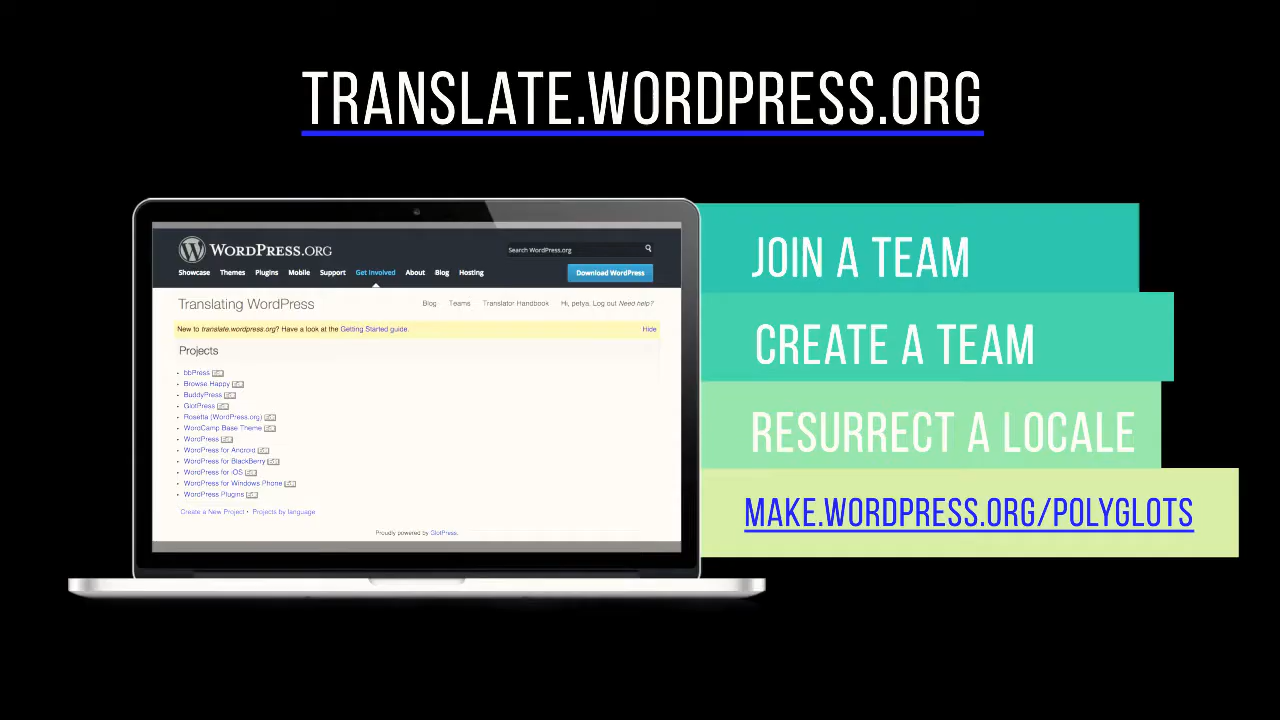 TRANSLATE.WORDPRESS.ORG
WORDPRESS.ORG
Search WordPress.org
Showcase Themes Plugins Mobile Support Get Involved About Blog Hosting
Download WordPress
Translating WordPress
Blog Teams Translator Handbook Hi, petya. Log out Need help?
New to translate.wordpress.org? Have a look at the Getting Started guide. Hide
Projects
bbPress
Browse Happy
BuddyPress
GlotPress
Rosetta (WordPress.org)
WordCamp Base Theme
WordPress
WordPress for Android
WordPress for BlackBerry
WordPress for iOS
WordPress for Windows Phone
WordPress Plugins
Create a New Project • Projects by language
Proudly powered by GlotPress.
JOIN A TEAM
CREATE A TEAM
RESURRECT A LOCALE
MAKE.WORDPRESS.ORG/POLYGLOTS